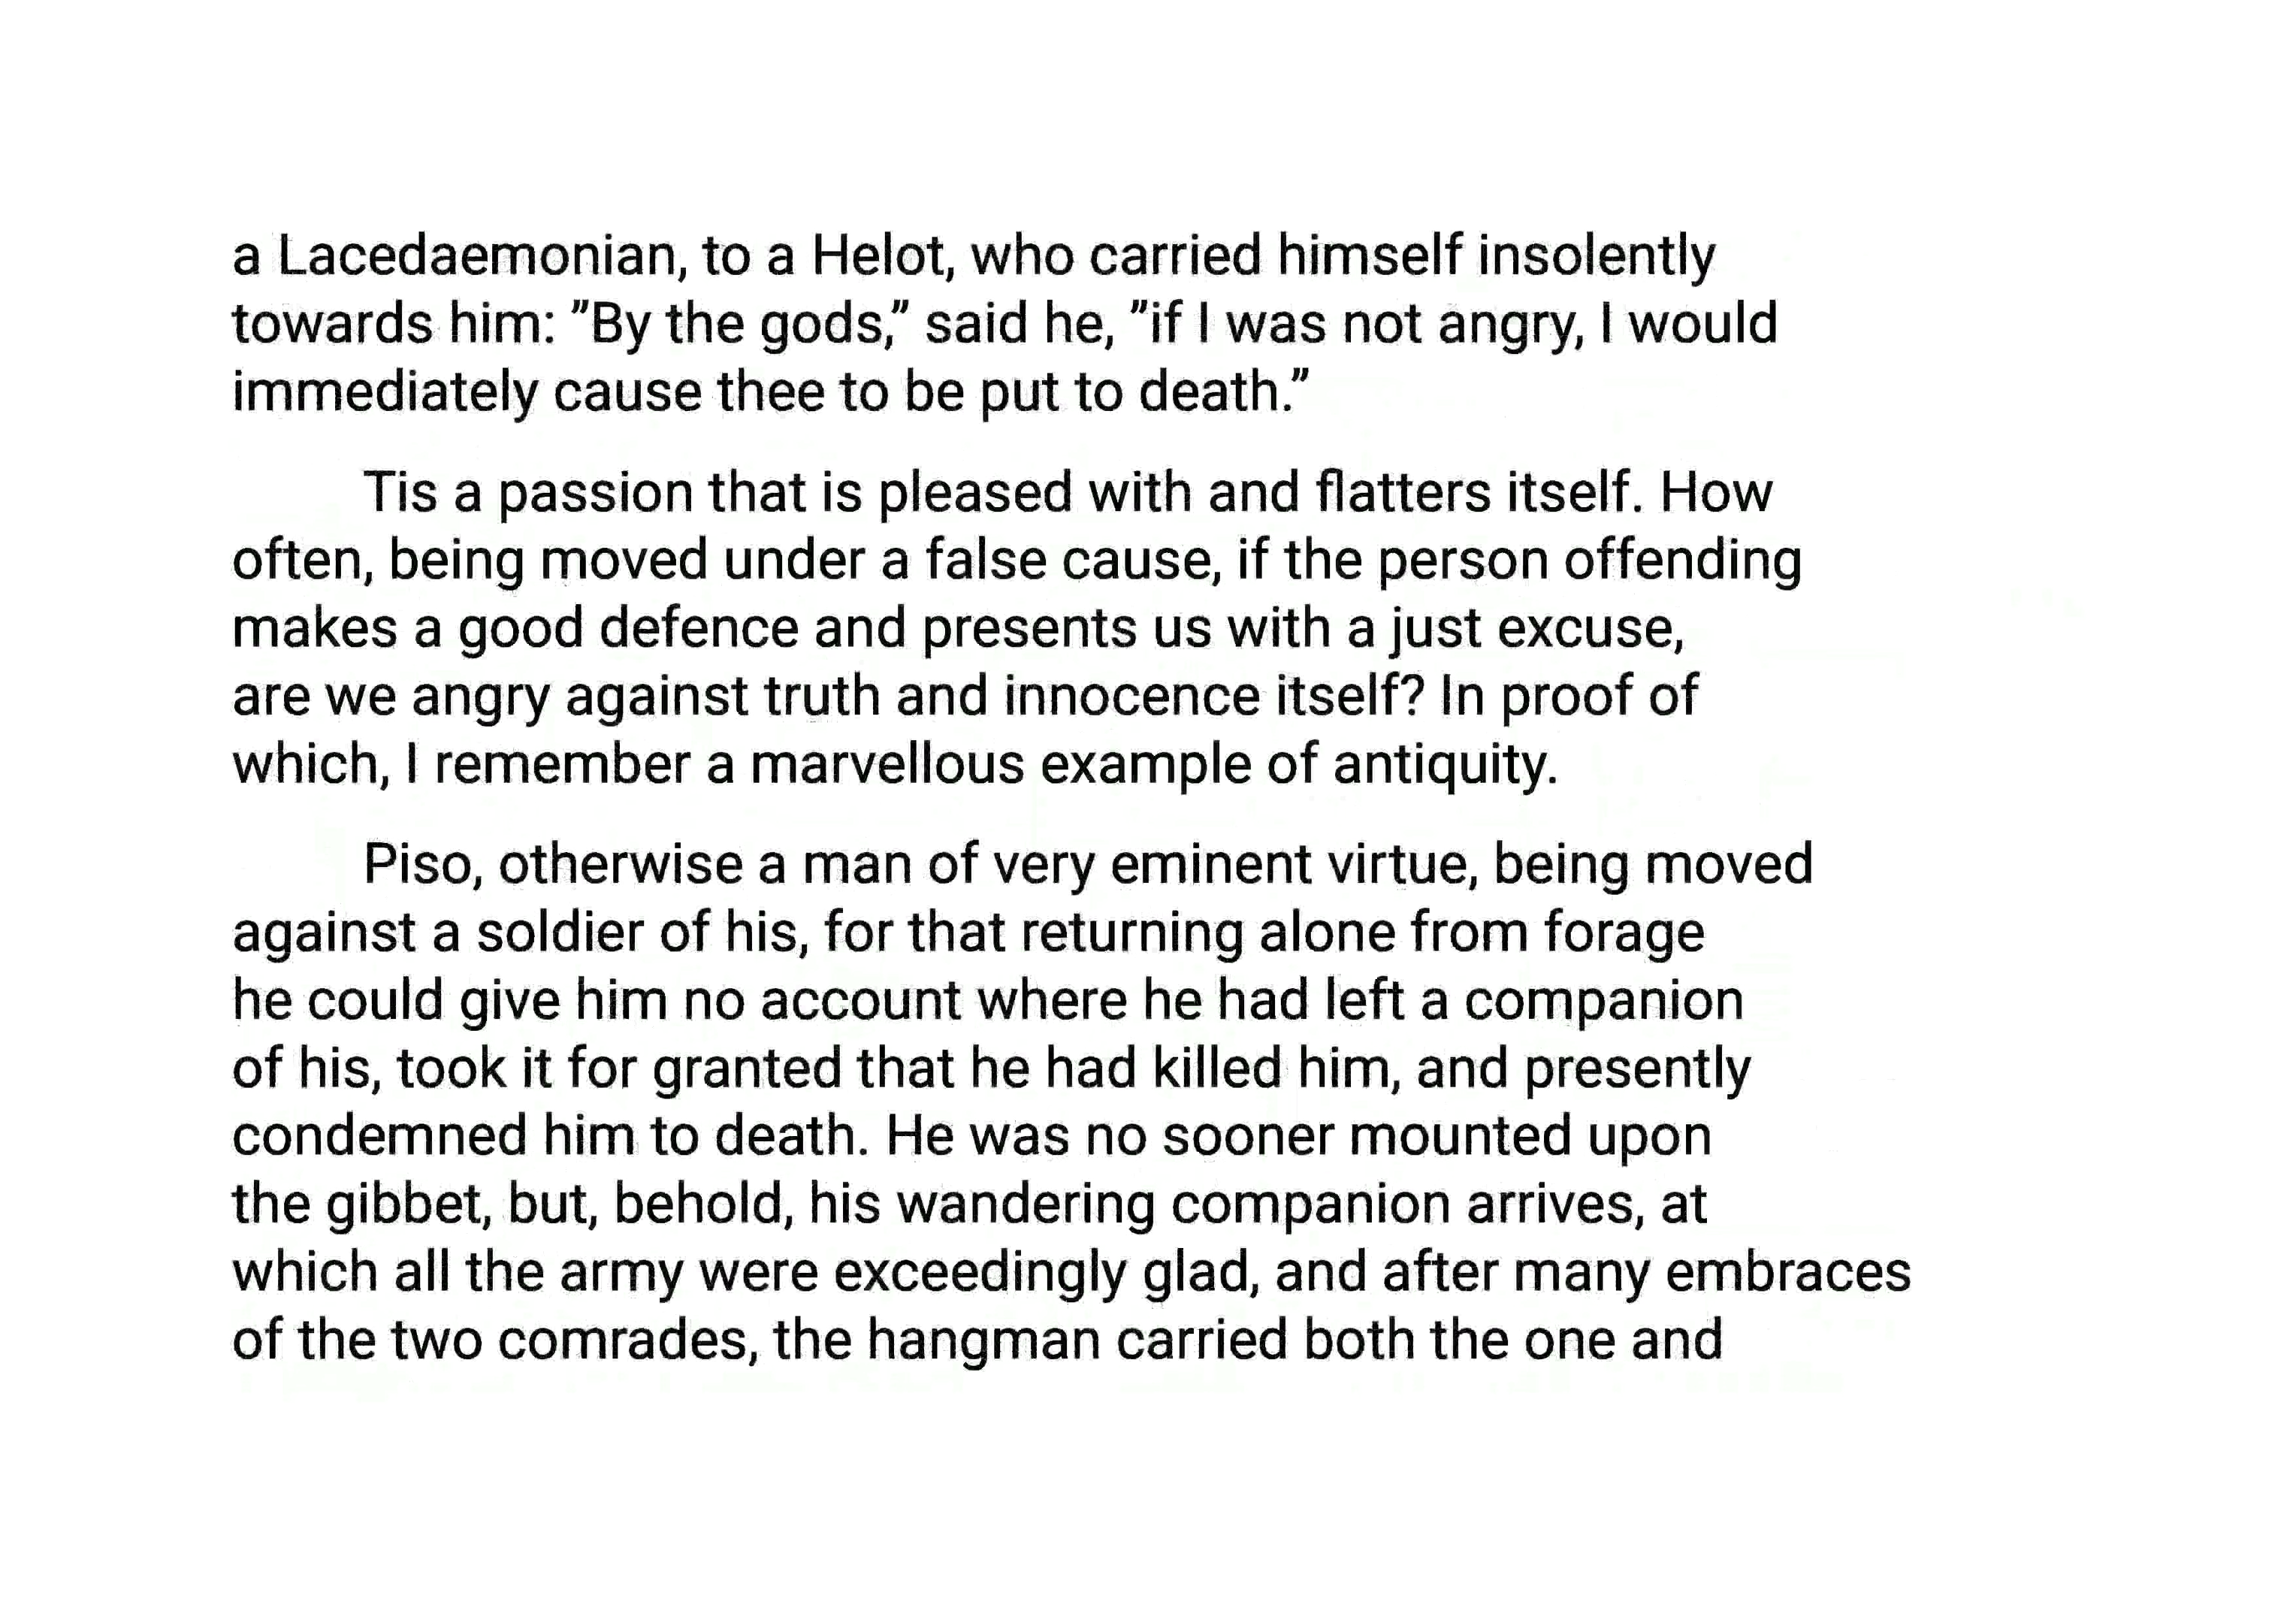 a Lacedaemonian, to a Helot, who carried himself insolently
towards him: ”By the gods,” said he, ”if I was not angry, I would
immediately cause thee to be put to death.”
Tis a passion that is pleased with and flatters itself. How
often, being moved under a false cause, if the person offending
makes a good defence and presents us with a just excuse,
are we angry against truth and innocence itself? In proof of
which, I remember a marvellous example of antiquity.
Piso, otherwise a man of very eminent virtue, being moved
against a soldier of his, for that returning alone from forage
he could give him no account where he had left a companion
of his, took it for granted that he had killed him, and presently
condemned him to death. He was no sooner mounted upon
the gibbet, but, behold, his wandering companion arrives, at
which all the army were exceedingly glad, and after many embraces
of the two comrades, the hangman carried both the one and